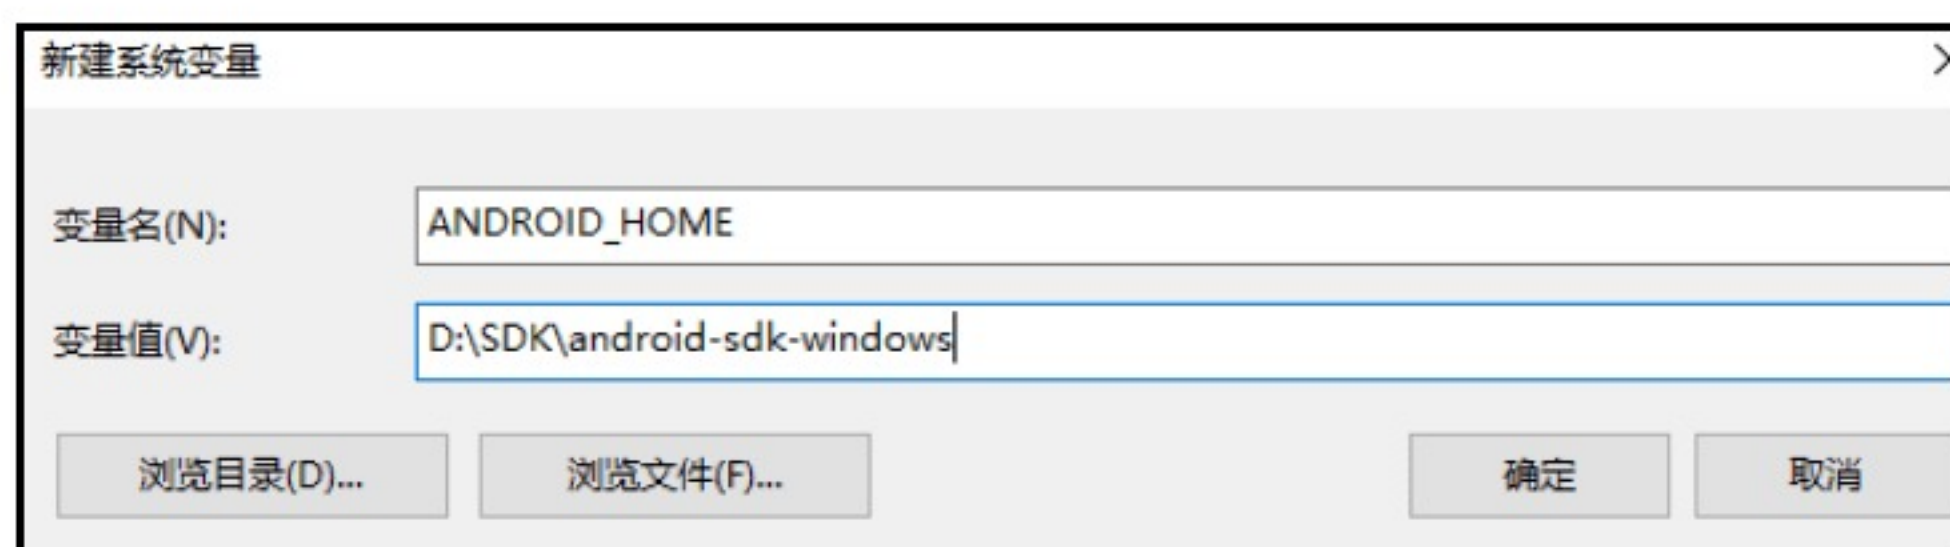 新建系统变量
变量名(N): ANDROID_HOME
变量值(V): D:\SDK\android-sdk-windows
浏览目录(D)... 浏览文件(F)... 确定 取消